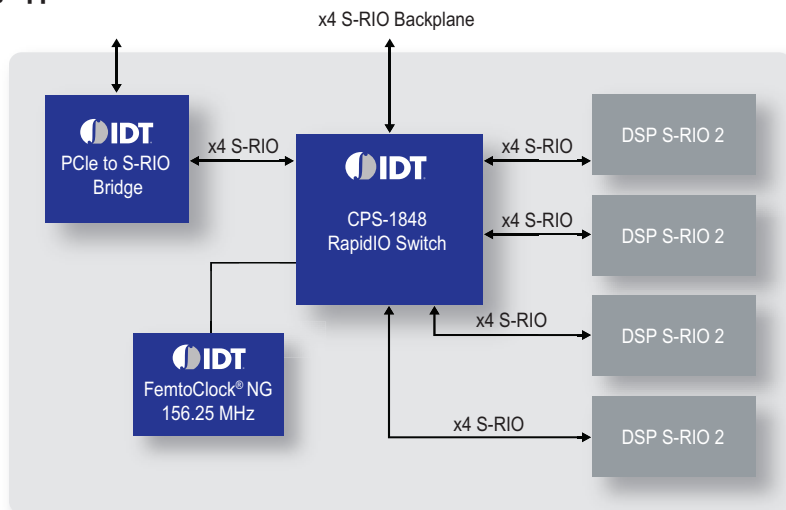 x4 S-RIO Backplane
IDT
PCIe to S-RIO
Bridge
x4 S-RIO
IDT
CPS-1848
RapidIO Switch
x4 S-RIO
DSP S-RIO 2
x4 S-RIO
DSP S-RIO 2
x4 S-RIO
DSP S-RIO 2
x4 S-RIO
DSP S-RIO 2
IDT
FemtoClock® NG
156.25 MHz